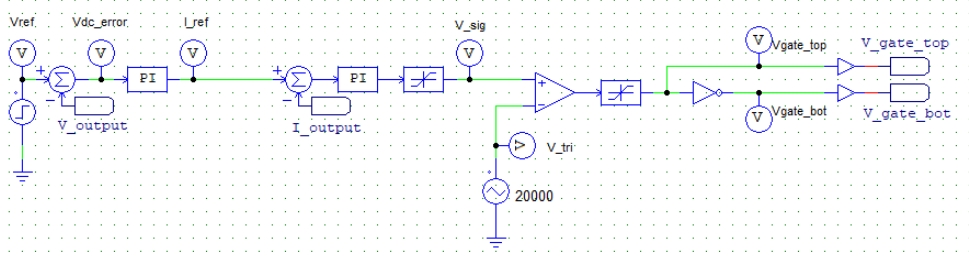 Vref
Vdc_error
I_ref
V_sig
Vgate_top
V_gate_top
V
V
V
V
V
PI
PI
V_output
I_output
Vgate_bot
V
V_gate_bot
V
V_tri
20000